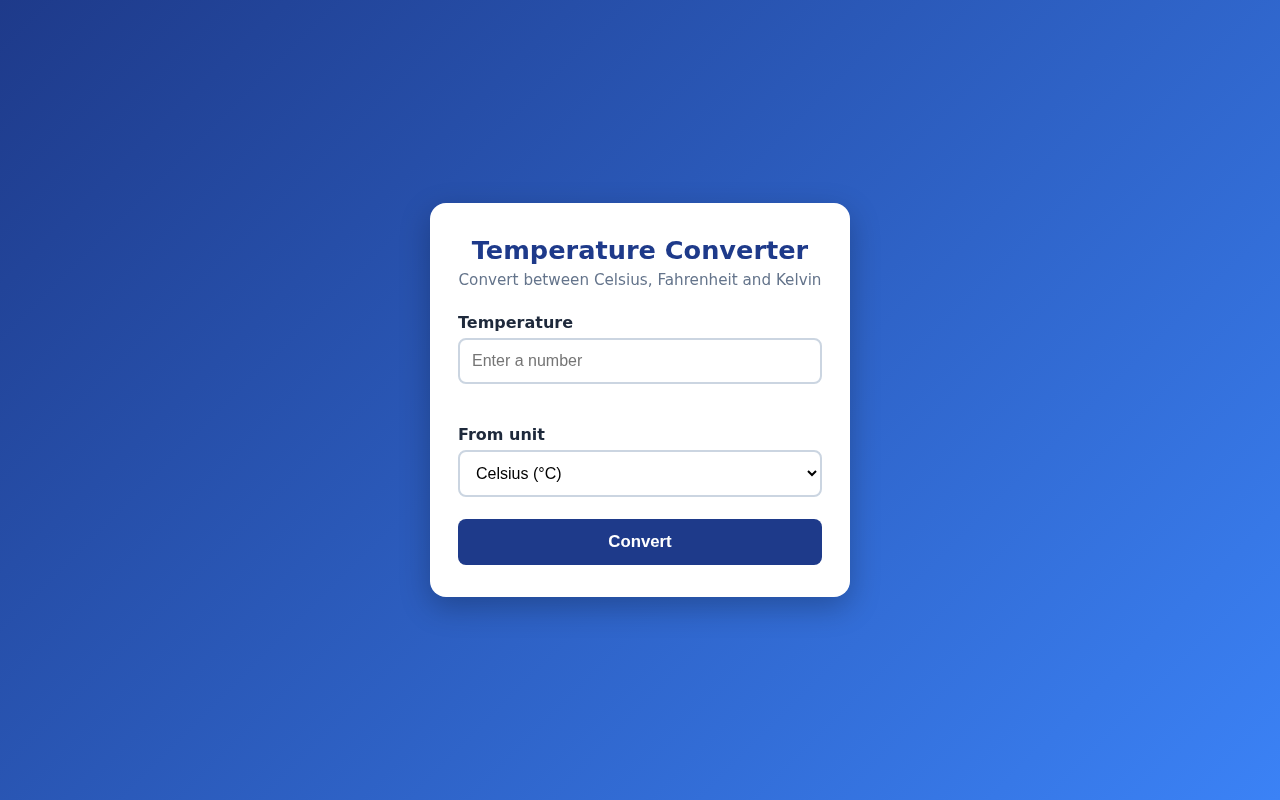 Temperature Converter
Convert between Celsius, Fahrenheit and Kelvin
Temperature
Enter a number
From unit
Celsius (°C)
Convert